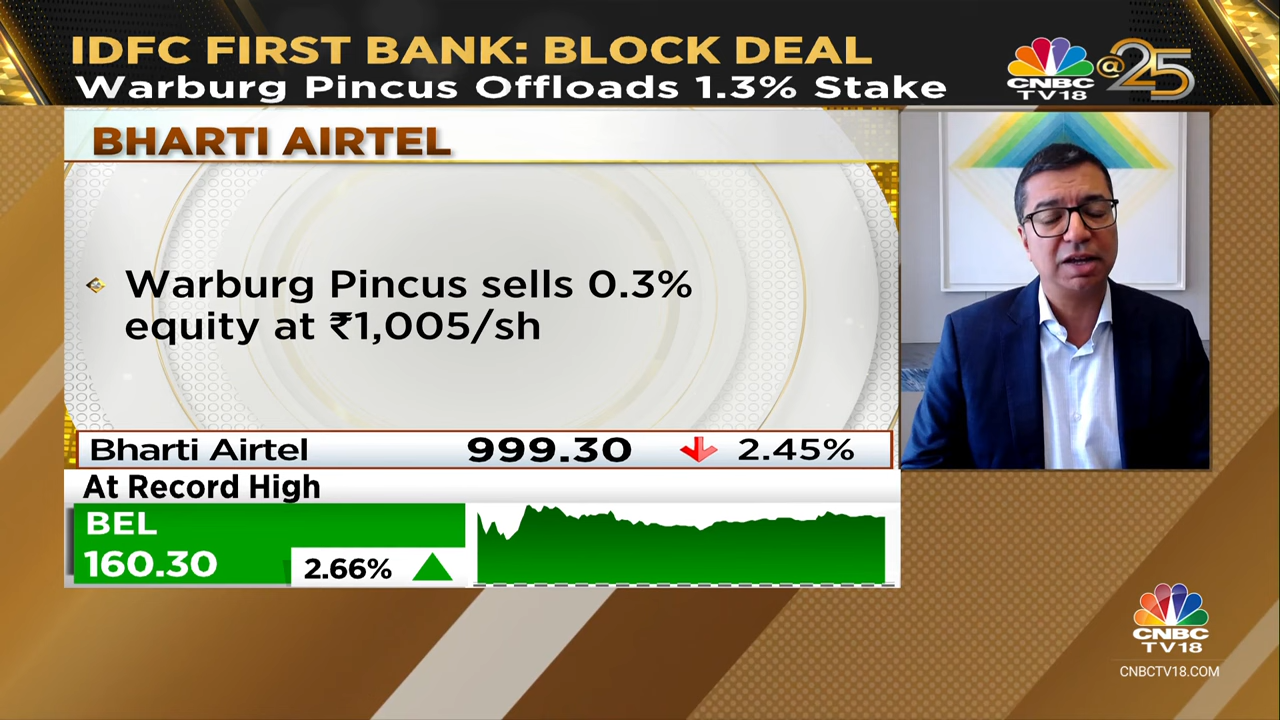 IDFC FIRST BANK: BLOCK DEAL
Warburg Pincus Offloads 1.3% Stake
CNBC TV18 @25
BHARTI AIRTEL
Warburg Pincus sells 0.3%
equity at ₹1,005/sh
Bharti Airtel 999.30 2.45%
At Record High
BEL
160.30 2.66%
CNBC
TV18
CNBCTV18.COM